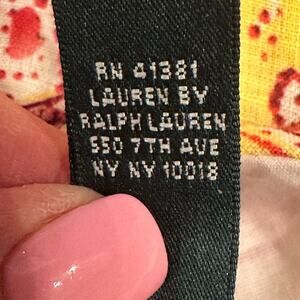 RN 41381
LAUREN BY
RALPH LAUREN
550 7TH AVE
NY NY 10018